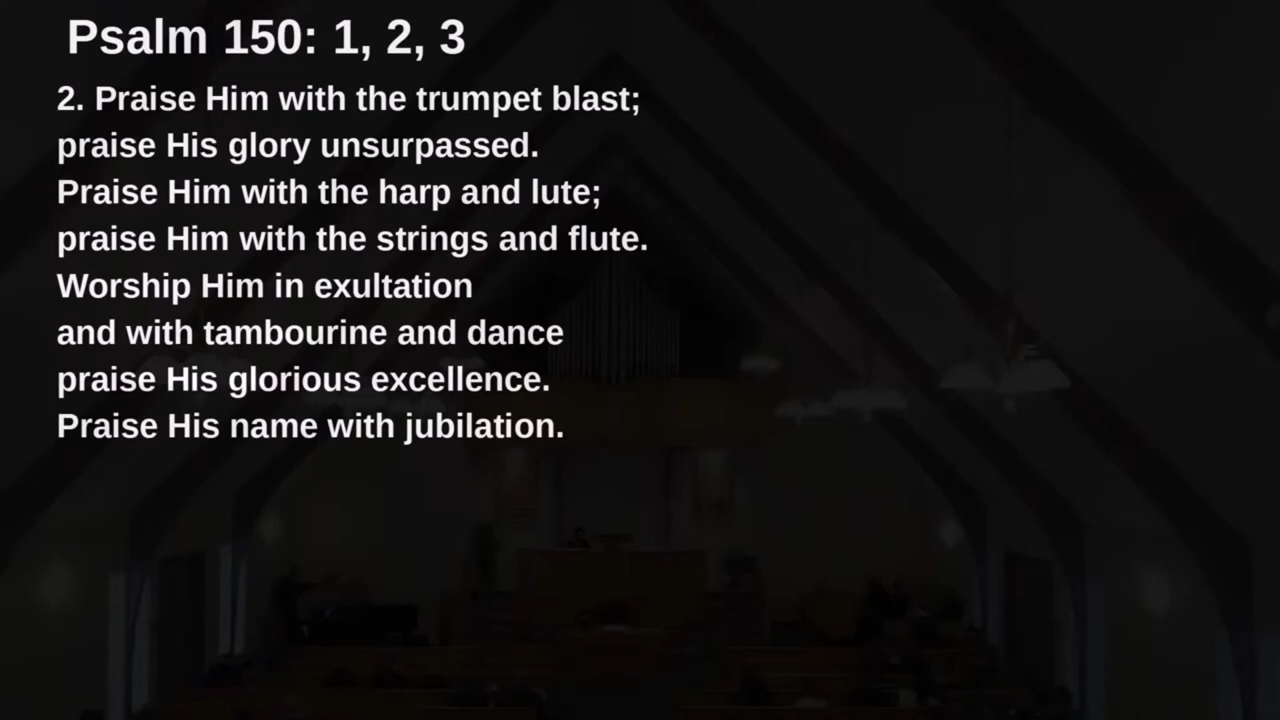 Psalm 150: 1, 2, 3
2. Praise Him with the trumpet blast;
praise His glory unsurpassed.
Praise Him with the harp and lute;
praise Him with the strings and flute.
Worship Him in exultation
and with tambourine and dance
praise His glorious excellence.
Praise His name with jubilation.